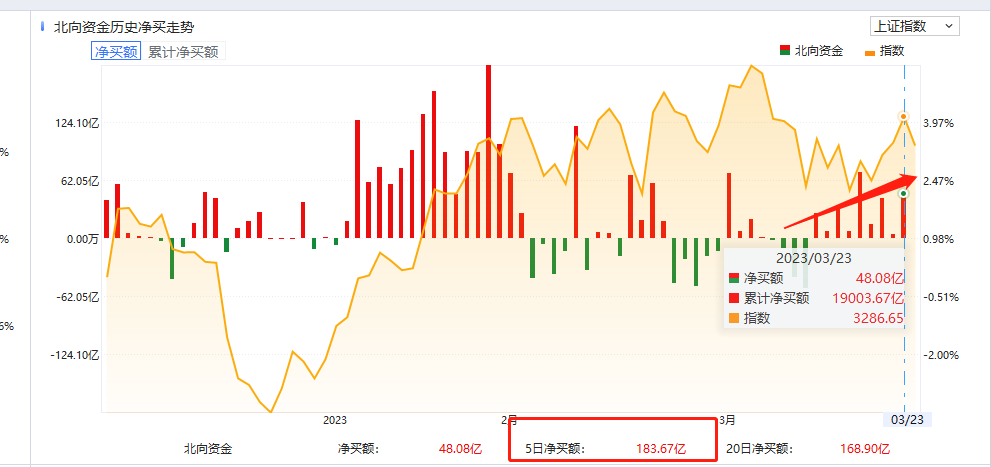 北向资金历史净买走势
上证指数
净买额 累计净买额
北向资金 指数
124.10亿 3.97%
%
62.05亿 2.47%
0.00万 0.98%
%
2023/03/23
净买额 48.08亿
累计净买额 19003.67亿
指数 3286.65
-62.05亿 -0.51%
6%
-124.10亿 -2.00%
2023 2月 3月 03/23
北向资金 净买额: 48.08亿 5日净买额: 183.67亿 20日净买额: 168.90亿